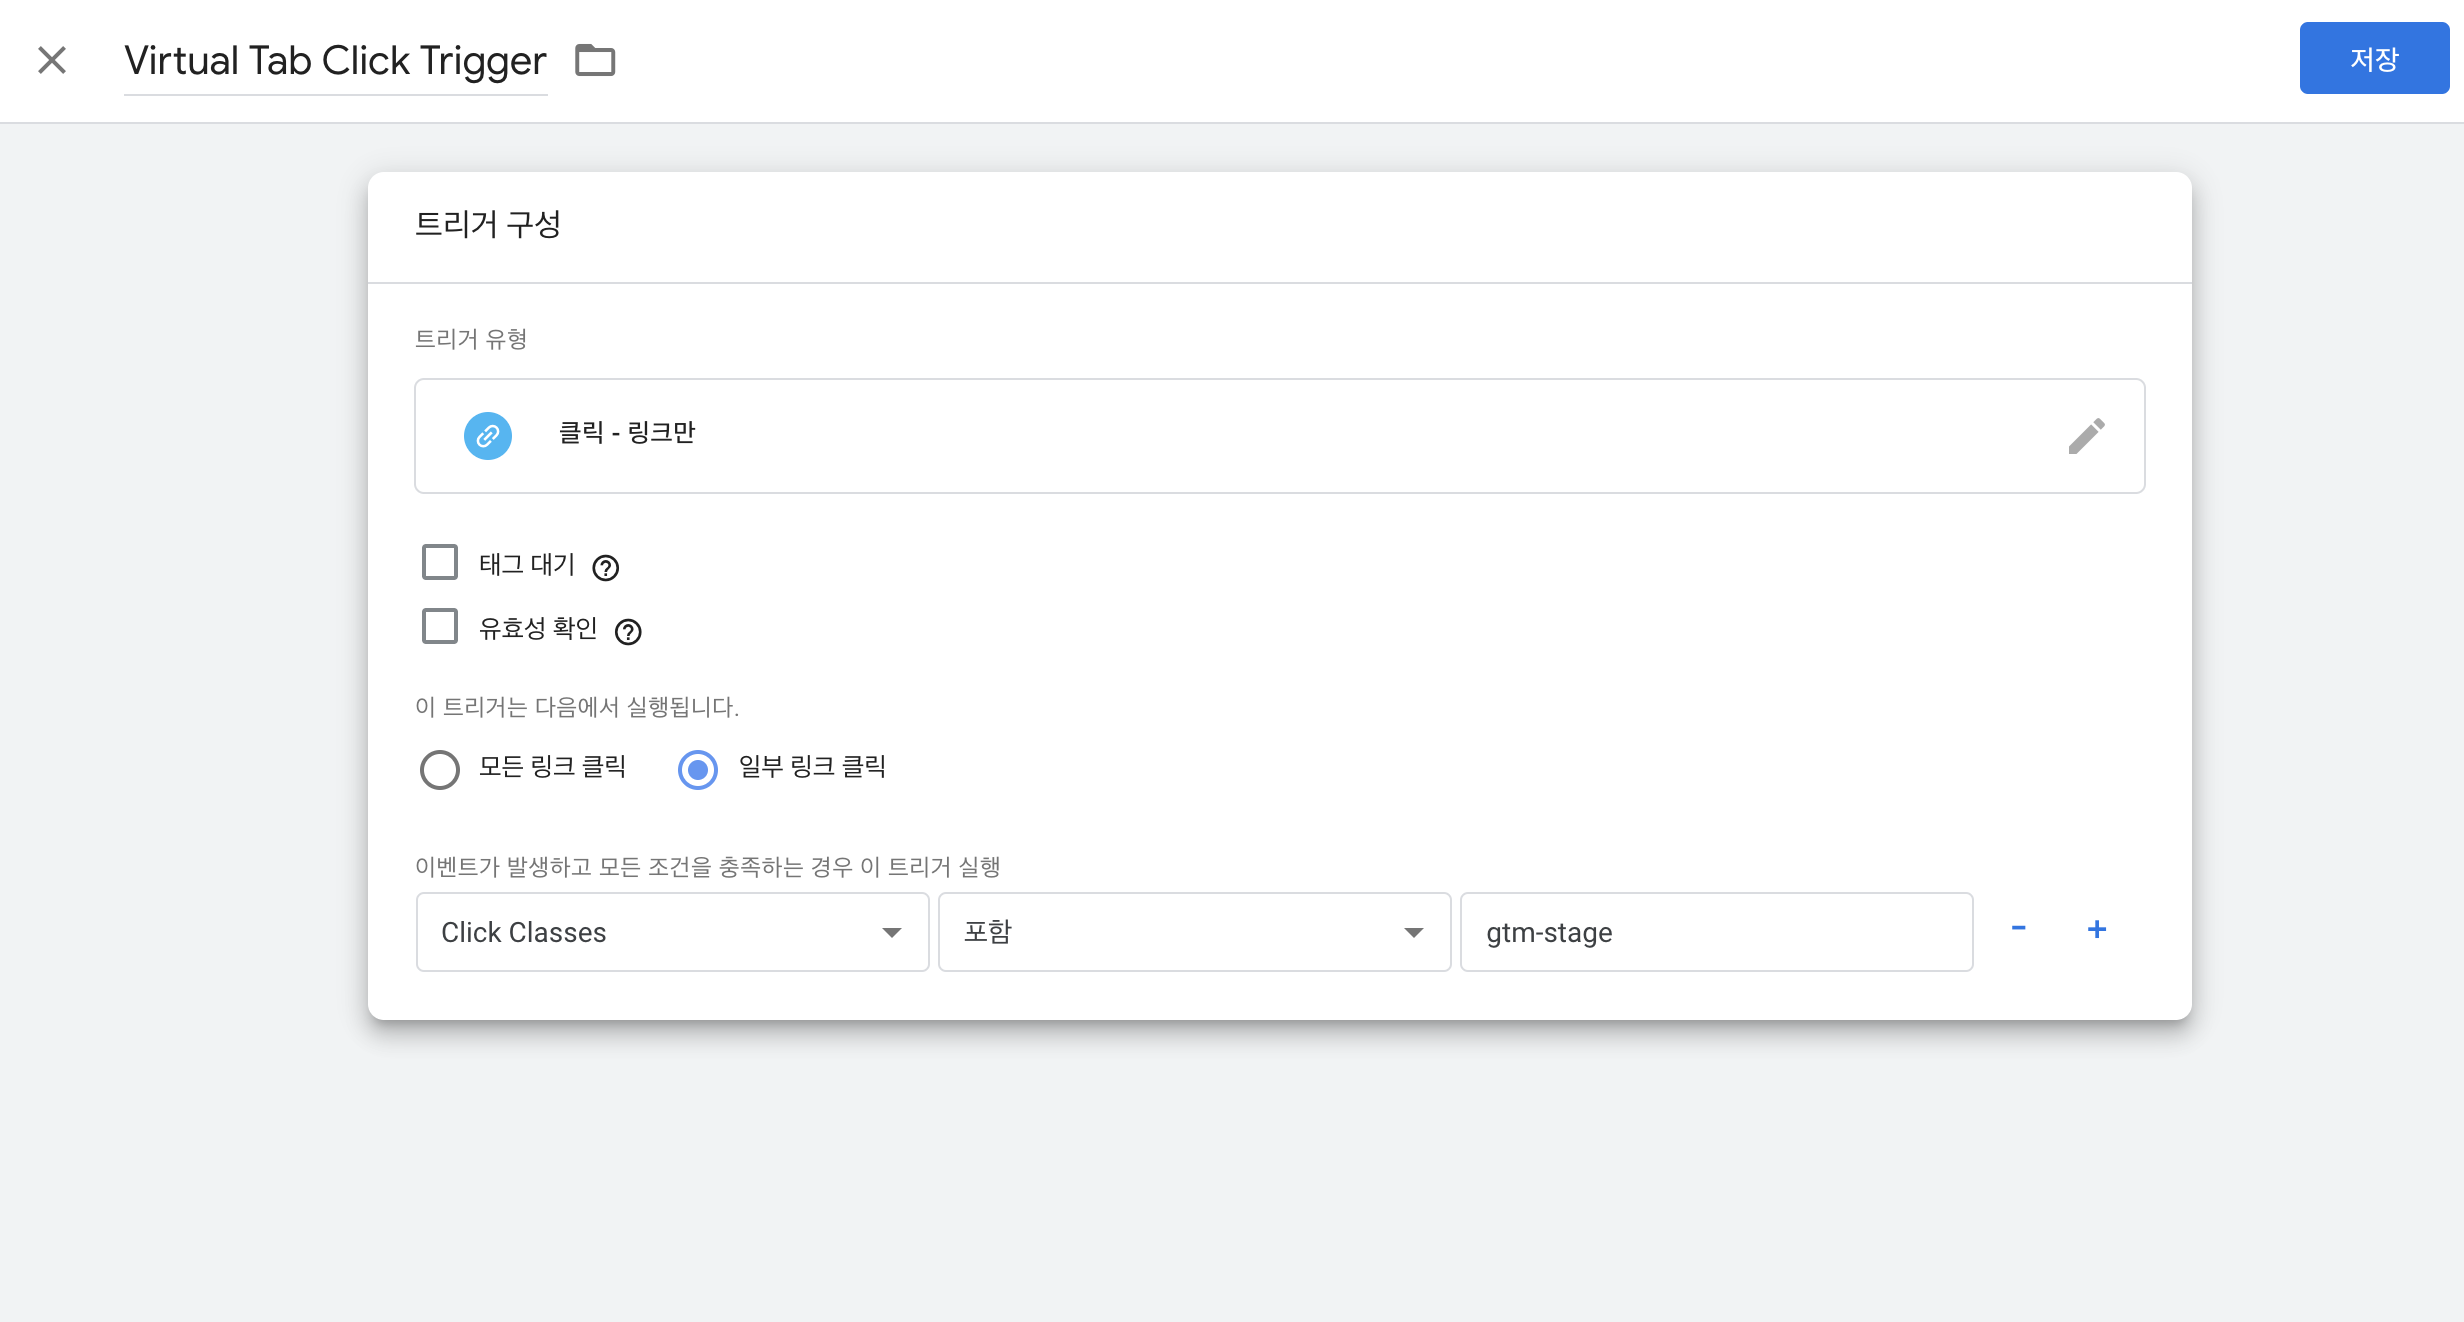 Virtual Tab Click Trigger
저장
트리거 구성
트리거 유형
클릭 - 링크만
태그 대기
유효성 확인
이 트리거는 다음에서 실행됩니다.
모든 링크 클릭 일부 링크 클릭
이벤트가 발생하고 모든 조건을 충족하는 경우 이 트리거 실행
Click Classes 포함 gtm-stage - +